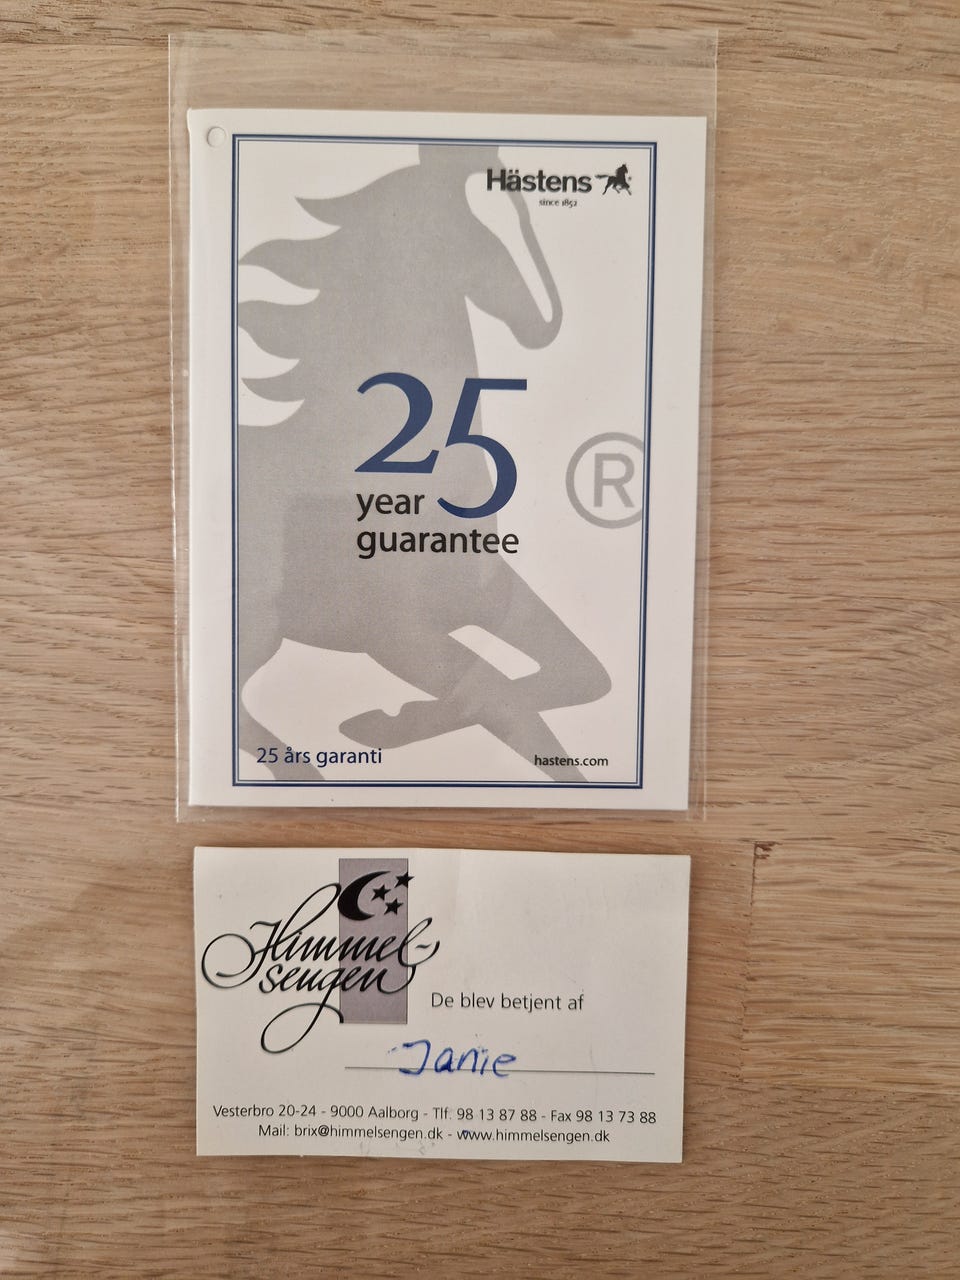 Hästens
since 1852
25
year
guarantee
®
25 års garanti
hastens.com
Himmel-
sengen
De blev betjent af
Janie
Vesterbro 20-24 - 9000 Aalborg - Tlf. 98 13 87 88 - Fax 98 13 73 88
Mail: brix@himmelsengen.dk - www.himmelsengen.dk